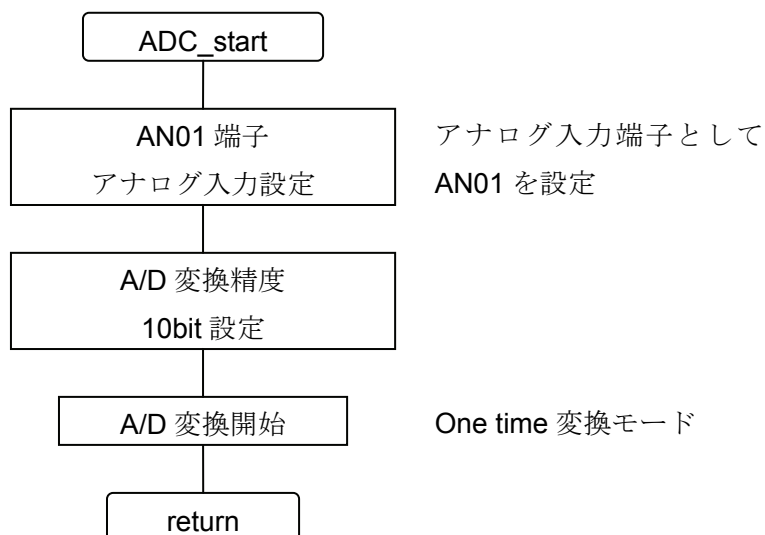 ADC_start
AN01 端子
アナログ入力設定
アナログ入力端子として
AN01 を設定
A/D 変換精度
10bit 設定
A/D 変換開始
One time 変換モード
return